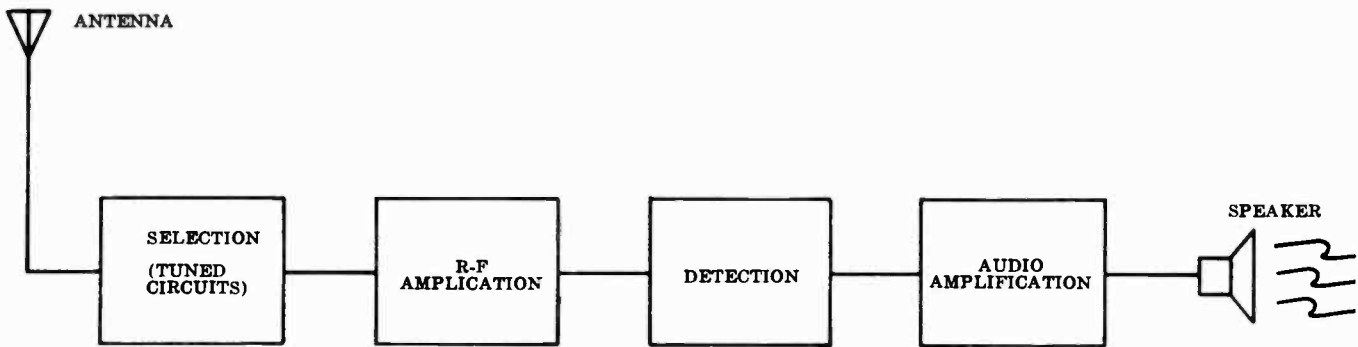 ANTENNA
SELECTION
(TUNED
CIRCUITS)
R-F
AMPLICATION
DETECTION
AUDIO
AMPLIFICATION
SPEAKER